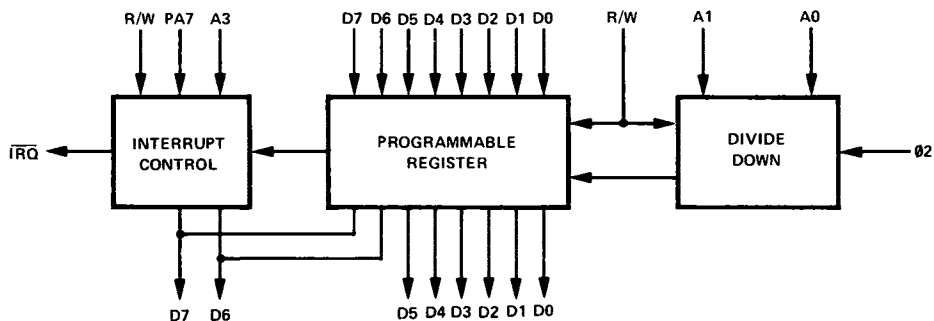 R/W PA7 A3 D7 D6 D5 D4 D3 D2 D1 D0 R/W A1 A0
IRQ
INTERRUPT
CONTROL
PROGRAMMABLE
REGISTER
DIVIDE
DOWN
Ø2
D7 D6 D5 D4 D3 D2 D1 D0